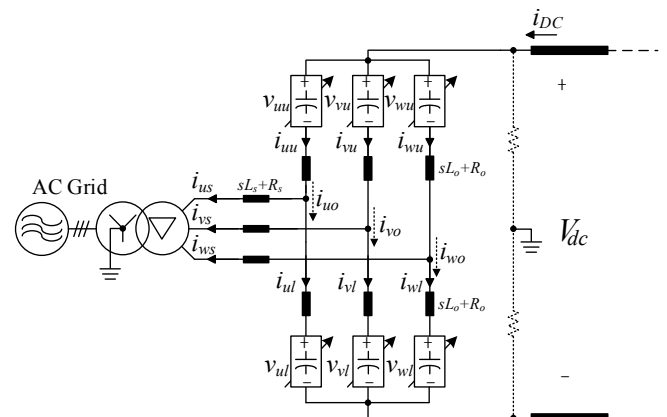 i_DC
+ + +
v_uu v_vu v_wu
− − −
+
i_uu i_vu i_wu
sL_o+R_o
AC Grid
i_us sL_s+R_s i_uo
i_vs i_vo
i_ws i_wo
V_dc
i_ul i_vl i_wl
sL_o+R_o
+ + +
v_ul v_vl v_wl
− − −
−